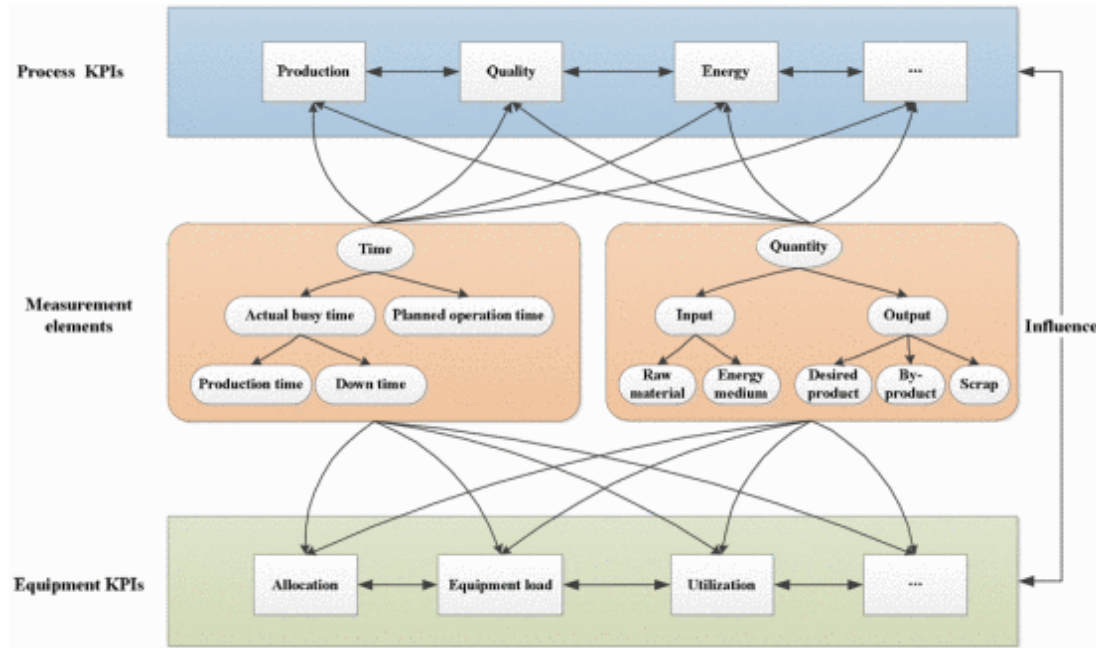 Process KPIs
Production
Quality
Energy
...
Time
Quantity
Measurement
elements
Actual busy time
Planned operation time
Input
Output
Influence
Production time
Down time
Raw
material
Energy
medium
Desired
product
By-
product
Scrap
Equipment KPIs
Allocation
Equipment load
Utilization
...